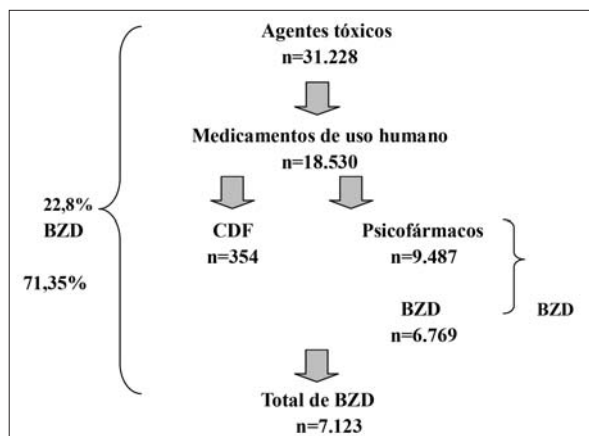 Agentes tóxicos
n=31.228
Medicamentos de uso humano
n=18.530
22,8%
BZD
71,35%
CDF
n=354
Psicofármacos
n=9.487
BZD
n=6.769
BZD
Total de BZD
n=7.123